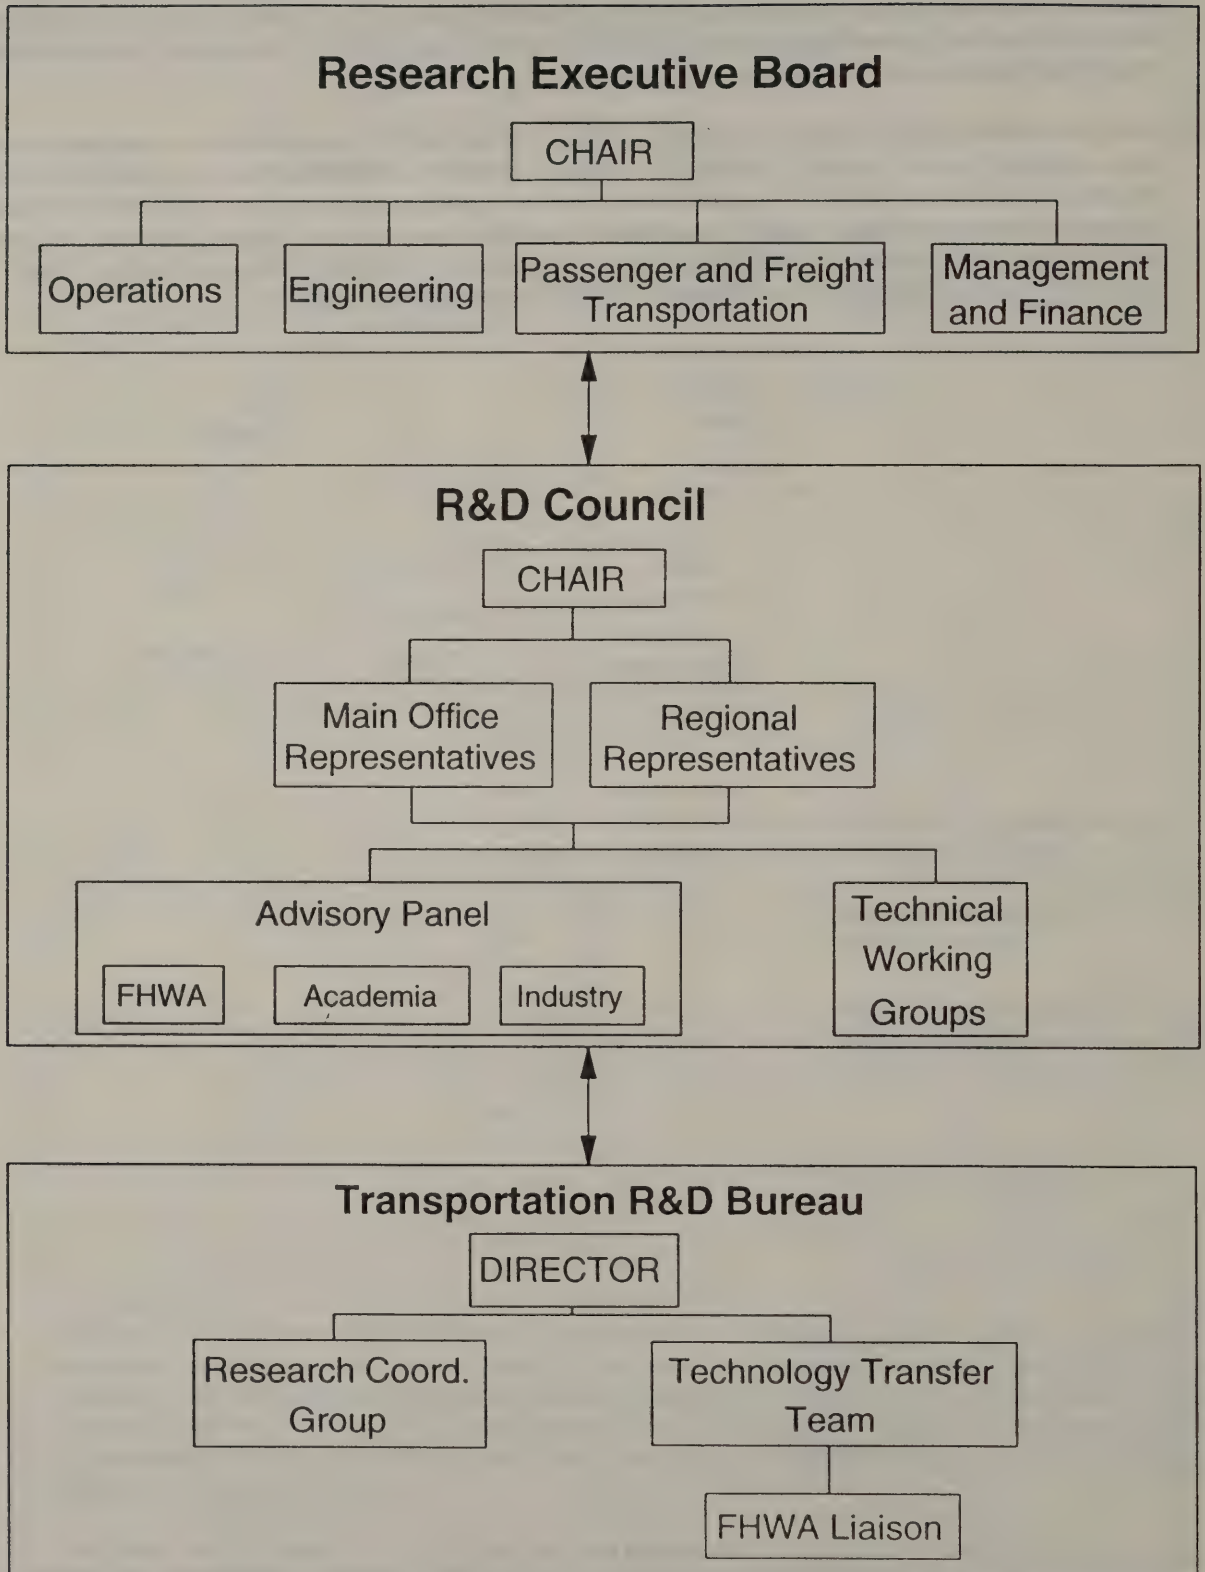 Research Executive Board
CHAIR
Operations
Engineering
Passenger and Freight
Transportation
Management
and Finance
R&D Council
CHAIR
Main Office
Representatives
Regional
Representatives
Advisory Panel
FHWA
Academia
Industry
Technical
Working
Groups
Transportation R&D Bureau
DIRECTOR
Research Coord.
Group
Technology Transfer
Team
FHWA Liaison